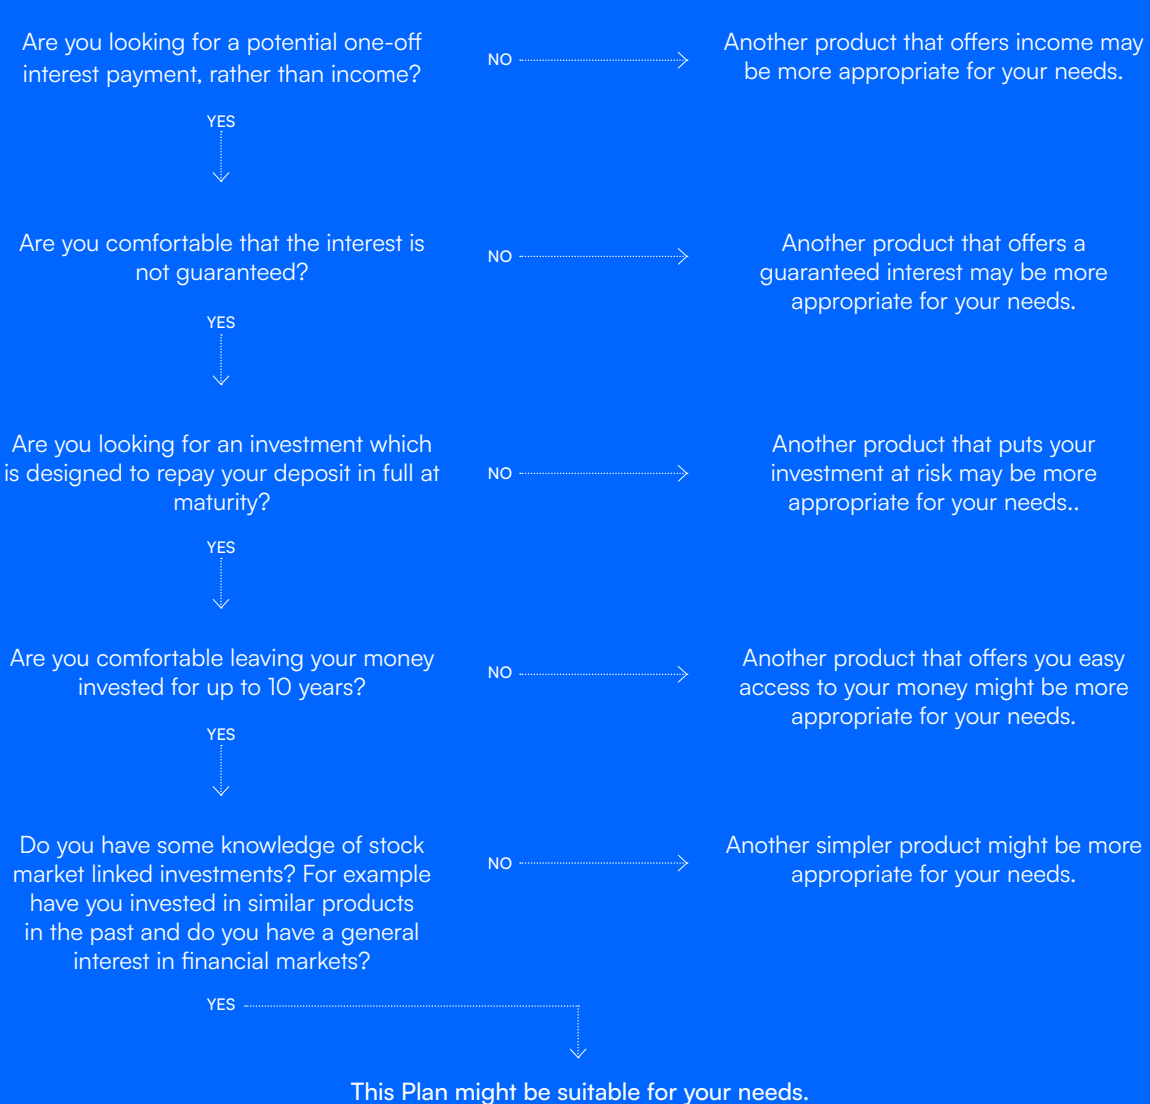 Are you looking for a potential one-off
interest payment, rather than income?
NO
Another product that offers income may
be more appropriate for your needs.
YES
Are you comfortable that the interest is
not guaranteed?
NO
Another product that offers a
guaranteed interest may be more
appropriate for your needs.
YES
Are you looking for an investment which
is designed to repay your deposit in full at
maturity?
NO
Another product that puts your
investment at risk may be more
appropriate for your needs..
YES
Are you comfortable leaving your money
invested for up to 10 years?
NO
Another product that offers you easy
access to your money might be more
appropriate for your needs.
YES
Do you have some knowledge of stock
market linked investments? For example
have you invested in similar products
in the past and do you have a general
interest in financial markets?
NO
Another simpler product might be more
appropriate for your needs.
YES
This Plan might be suitable for your needs.